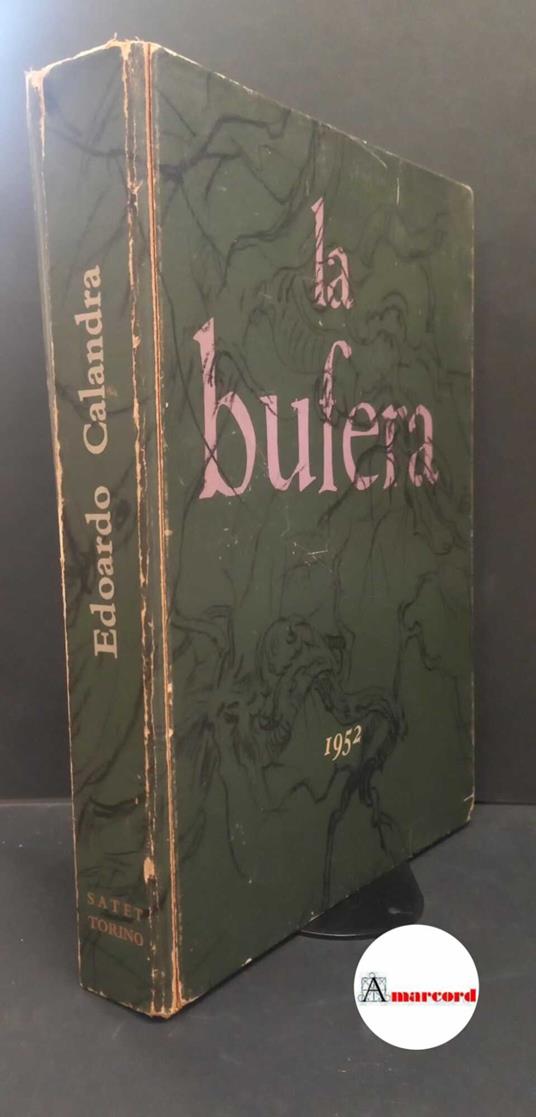 Edoardo Calandra
SATET
TORINO
la
bufera
1952
Amarcord